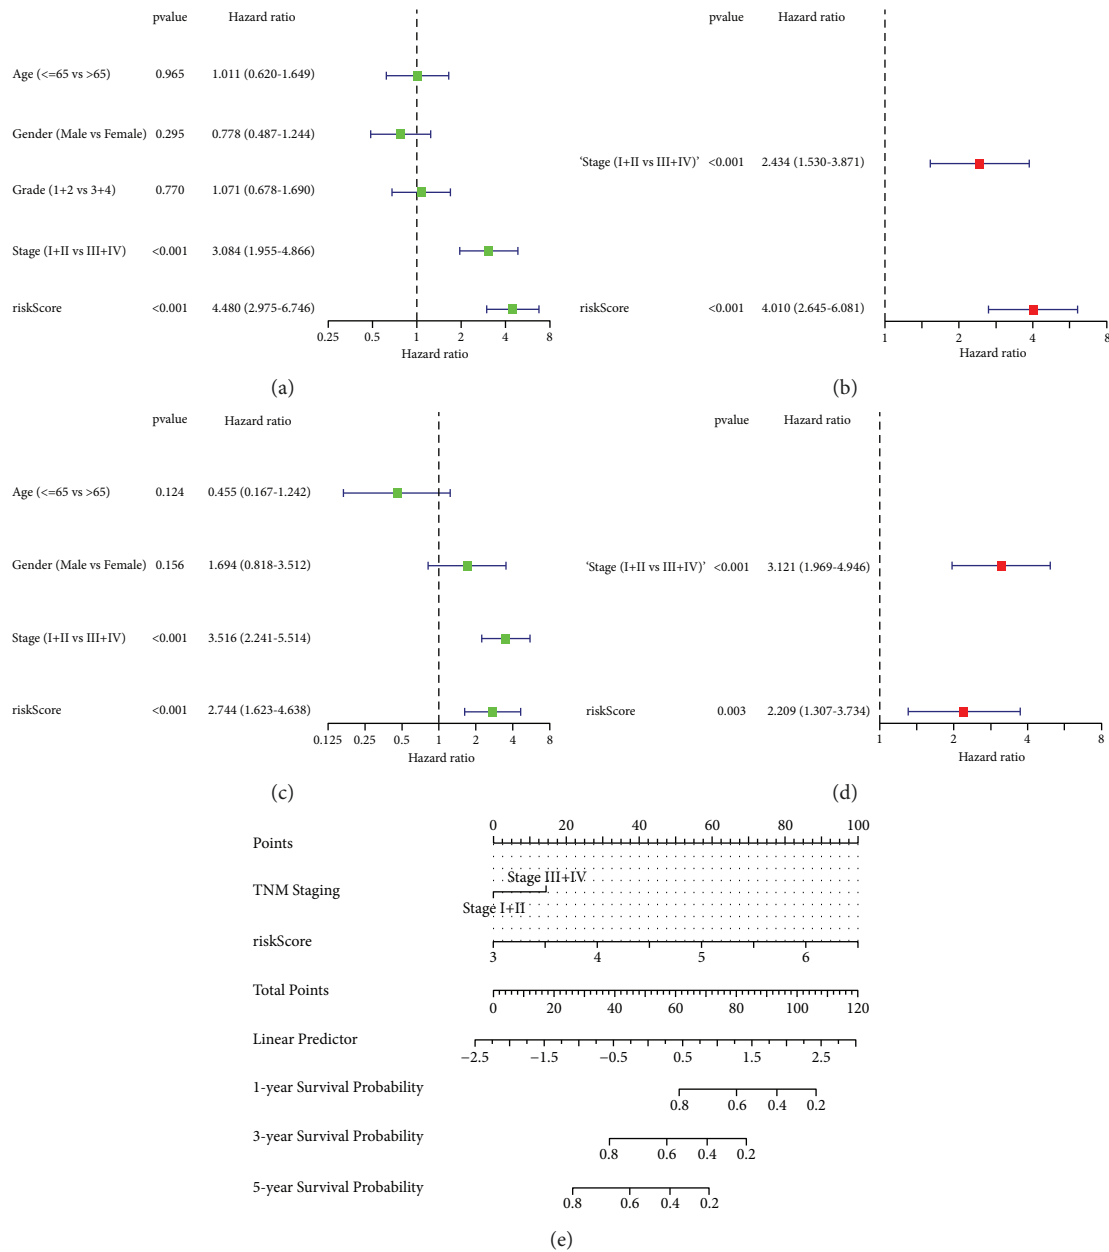 pvalue Hazard ratio
Age (<=65 vs >65) 0.965 1.011 (0.620-1.649)
Gender (Male vs Female) 0.295 0.778 (0.487-1.244)
Grade (1+2 vs 3+4) 0.770 1.071 (0.678-1.690)
Stage (I+II vs III+IV) <0.001 3.084 (1.955-4.866)
riskScore <0.001 4.480 (2.975-6.746)
0.25 0.5 1 2 4 8
Hazard ratio
(a)
pvalue Hazard ratio
‘Stage (I+II vs III+IV)’ <0.001 2.434 (1.530-3.871)
riskScore <0.001 4.010 (2.645-6.081)
1 2 4 8
Hazard ratio
(b)
pvalue Hazard ratio
Age (<=65 vs >65) 0.124 0.455 (0.167-1.242)
Gender (Male vs Female) 0.156 1.694 (0.818-3.512)
Stage (I+II vs III+IV) <0.001 3.516 (2.241-5.514)
riskScore <0.001 2.744 (1.623-4.638)
0.125 0.25 0.5 1 2 4 8
Hazard ratio
(c)
pvalue Hazard ratio
‘Stage (I+II vs III+IV)’ <0.001 3.121 (1.969-4.946)
riskScore 0.003 2.209 (1.307-3.734)
1 2 4 8
Hazard ratio
(d)
0 20 40 60 80 100
Points
Stage III+IV
TNM Staging
Stage I+II
riskScore
3 4 5 6
Total Points
0 20 40 60 80 100 120
Linear Predictor
−2.5 −1.5 −0.5 0.5 1.5 2.5
1-year Survival Probability
0.8 0.6 0.4 0.2
3-year Survival Probability
0.8 0.6 0.4 0.2
5-year Survival Probability
0.8 0.6 0.4 0.2
(e)